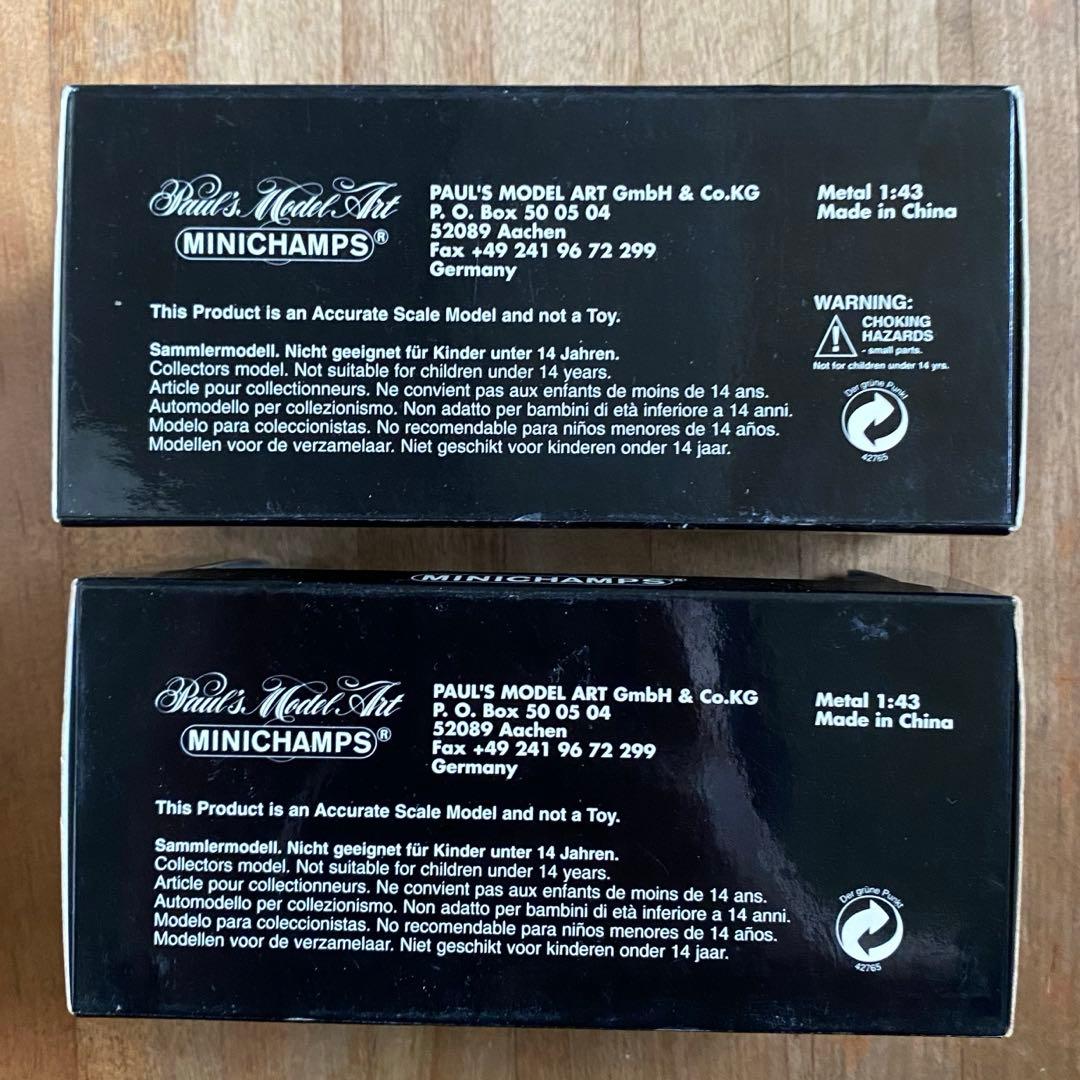 Paul's Model Art
MINICHAMPS®
PAUL'S MODEL ART GmbH & Co.KG
P. O. Box 50 05 04
52089 Aachen
Fax +49 241 96 72 299
Germany
Metal 1:43
Made in China
This Product is an Accurate Scale Model and not a Toy.
Sammlermodell. Nicht geeignet für Kinder unter 14 Jahren.
Collectors model. Not suitable for children under 14 years.
Article pour collectionneurs. Ne convient pas aux enfants de moins de 14 ans.
Automodello per collezionismo. Non adatto per bambini di età inferiore a 14 anni.
Modelo para coleccionistas. No recomendable para niños menores de 14 años.
Modellen voor de verzamelaar. Niet geschikt voor kinderen onder 14 jaar.
WARNING:
CHOKING
HAZARDS
- small parts.
Not for children under 14 yrs.
Der grüne Punkt
42765
MINICHAMPS®
Paul's Model Art
MINICHAMPS®
PAUL'S MODEL ART GmbH & Co.KG
P. O. Box 50 05 04
52089 Aachen
Fax +49 241 96 72 299
Germany
Metal 1:43
Made in China
This Product is an Accurate Scale Model and not a Toy.
Sammlermodell. Nicht geeignet für Kinder unter 14 Jahren.
Collectors model. Not suitable for children under 14 years.
Article pour collectionneurs. Ne convient pas aux enfants de moins de 14 ans.
Automodello per collezionismo. Non adatto per bambini di età inferiore a 14 anni.
Modelo para coleccionistas. No recomendable para niños menores de 14 años.
Modellen voor de verzamelaar. Niet geschikt voor kinderen onder 14 jaar.
Der grüne Punkt
42765